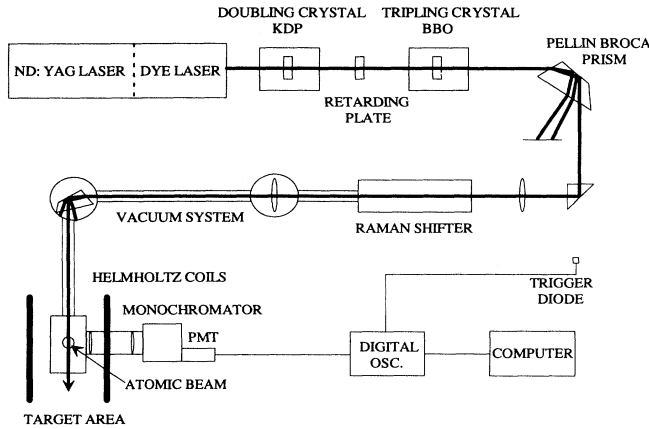 DOUBLING CRYSTAL
KDP
TRIPLING CRYSTAL
BBO
PELLIN BROCA
PRISM
ND: YAG LASER
DYE LASER
RETARDING
PLATE
VACUUM SYSTEM
RAMAN SHIFTER
HELMHOLTZ COILS
TRIGGER
DIODE
MONOCHROMATOR
PMT
DIGITAL
OSC.
COMPUTER
ATOMIC BEAM
TARGET AREA